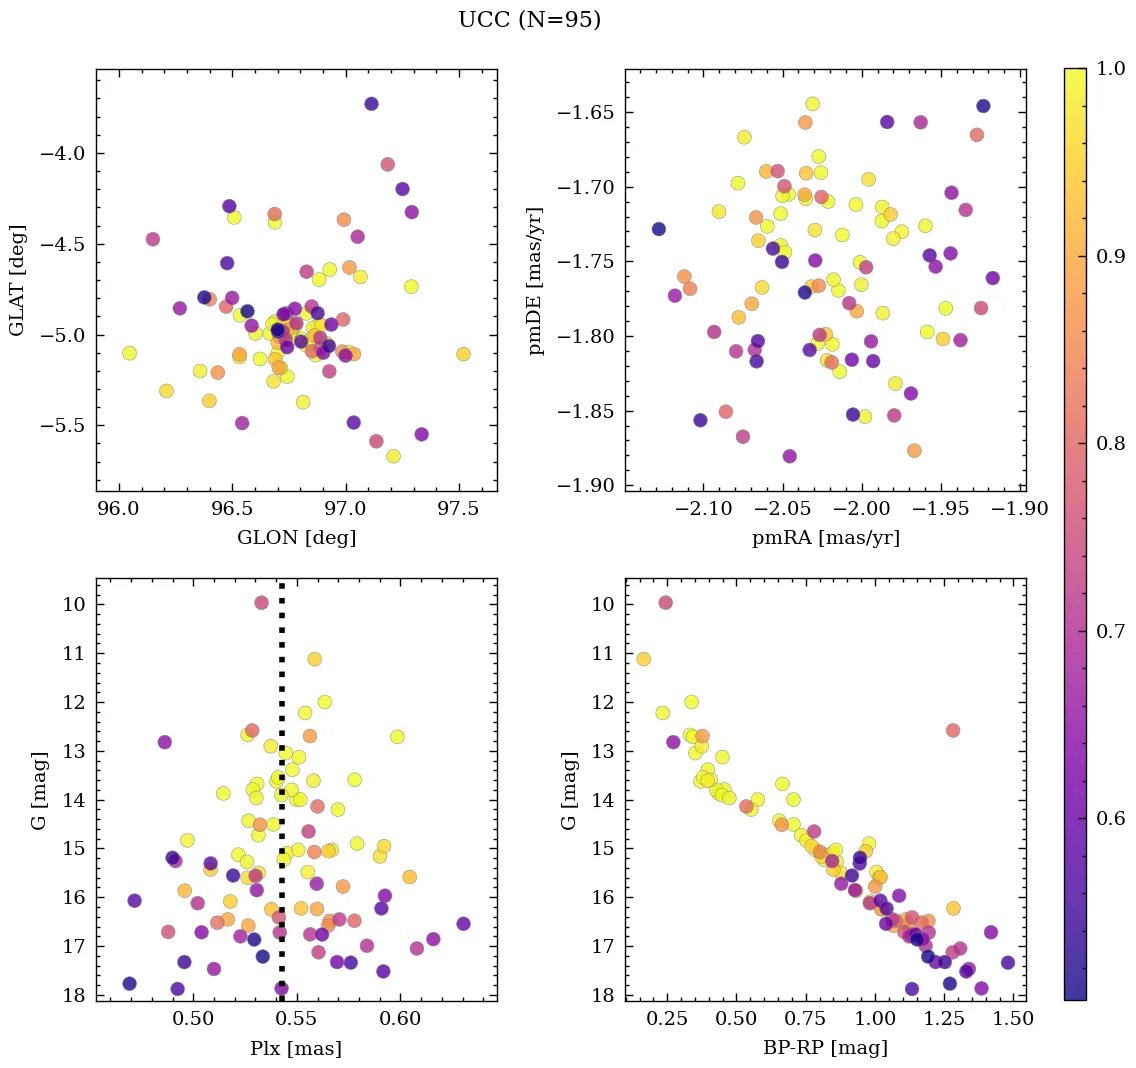 UCC (N=95)
−4.0
−4.5
−5.0
−5.5
GLAT [deg]
96.0 96.5 97.0 97.5
GLON [deg]
−1.65
−1.70
−1.75
−1.80
−1.85
−1.90
pmDE [mas/yr]
−2.10 −2.05 −2.00 −1.95 −1.90
pmRA [mas/yr]
10
11
12
13
14
15
16
17
18
G [mag]
0.50 0.55 0.60
Plx [mas]
10
11
12
13
14
15
16
17
18
G [mag]
0.25 0.50 0.75 1.00 1.25 1.50
BP-RP [mag]
1.0
0.9
0.8
0.7
0.6